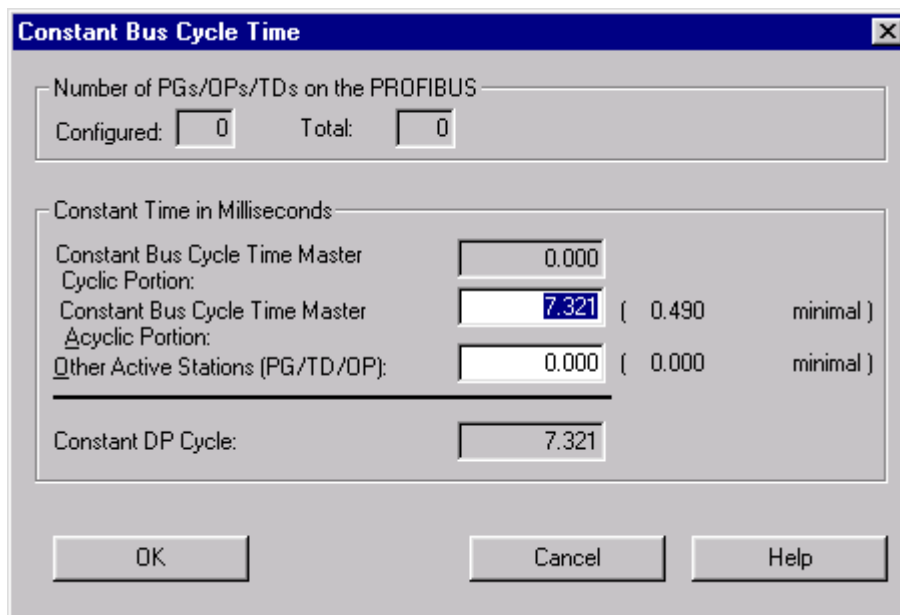 Constant Bus Cycle Time
Number of PGs/OPs/TDs on the PROFIBUS
Configured: 0 Total: 0
Constant Time in Milliseconds
Constant Bus Cycle Time Master 0.000
Cyclic Portion:
Constant Bus Cycle Time Master 7.321 ( 0.490 minimal )
Acyclic Portion:
Other Active Stations (PG/TD/OP): 0.000 ( 0.000 minimal )
Constant DP Cycle: 7.321
OK Cancel Help